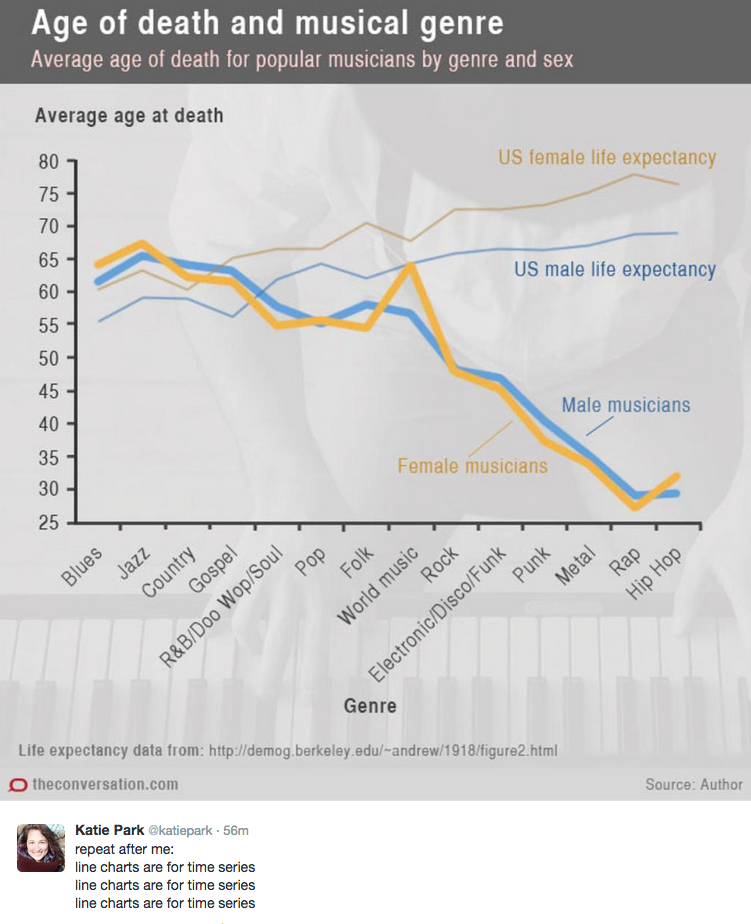 Age of death and musical genre
Average age of death for popular musicians by genre and sex
Average age at death
80
75
70
65
60
55
50
45
40
35
30
25
US female life expectancy
US male life expectancy
Male musicians
Female musicians
Blues
Jazz
Country
Gospel
R&B/Doo Wop/Soul
Pop
Folk
World music
Rock
Electronic/Disco/Funk
Punk
Metal
Rap
Hip Hop
Genre
Life expectancy data from: http://demog.berkeley.edu/~andrew/1918/figure2.html
theconversation.com
Source: Author
Katie Park @katiepark · 56m
repeat after me:
line charts are for time series
line charts are for time series
line charts are for time series